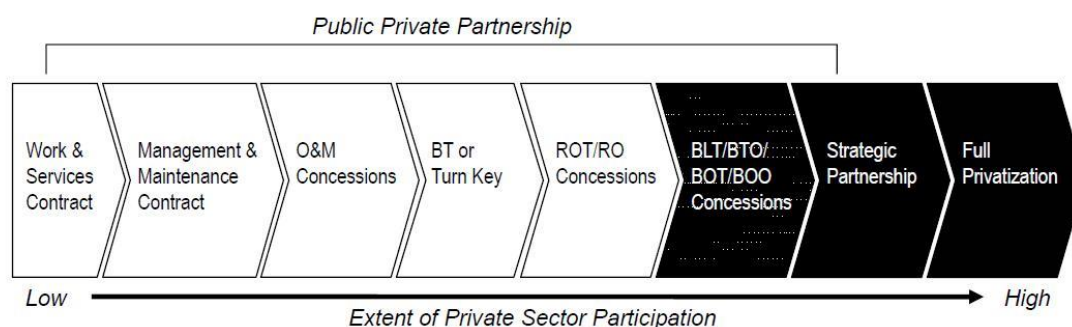 Public Private Partnership
Work &
Services
Contract
Management &
Maintenance
Contract
O&M
Concessions
BT or
Turn Key
ROT/RO
Concessions
BLT/BTO/
BOT/BOO
Concessions
Strategic
Partnership
Full
Privatization
Low
High
Extent of Private Sector Participation